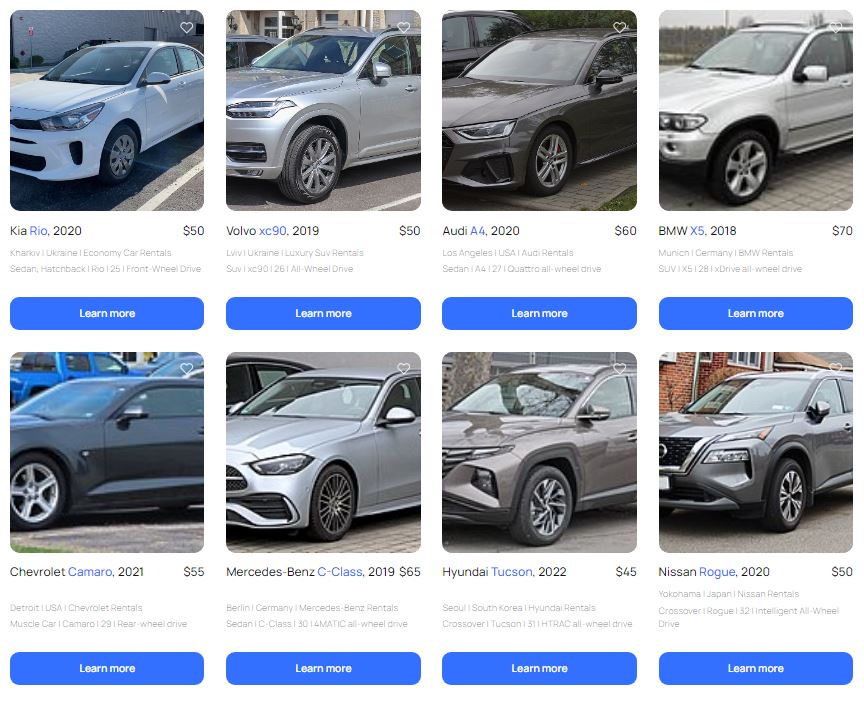 Kia Rio, 2020 $50
Kharkiv | Ukraine | Economy Car Rentals
Sedan, Hatchback | Rio | 25 | Front-Wheel Drive
Learn more
Volvo xc90, 2019 $50
Lviv | Ukraine | Luxury Suv Rentals
Suv | xc90 | 26 | All-Wheel Drive
Learn more
Audi A4, 2020 $60
Los Angeles | USA | Audi Rentals
Sedan | A4 | 27 | Quattro all-wheel drive
Learn more
BMW X5, 2018 $70
Munich | Germany | BMW Rentals
SUV | X5 | 28 | xDrive all-wheel drive
Learn more
Chevrolet Camaro, 2021 $55
Detroit | USA | Chevrolet Rentals
Muscle Car | Camaro | 29 | Rear-wheel drive
Learn more
Mercedes-Benz C-Class, 2019 $65
Berlin | Germany | Mercedes-Benz Rentals
Sedan | C-Class | 30 | 4MATIC all-wheel drive
Learn more
Hyundai Tucson, 2022 $45
Seoul | South Korea | Hyundai Rentals
Crossover | Tucson | 31 | HTRAC all-wheel drive
Learn more
Nissan Rogue, 2020 $50
Yokohama | Japan | Nissan Rentals
Crossover | Rogue | 32 | Intelligent All-Wheel
Drive
Learn more